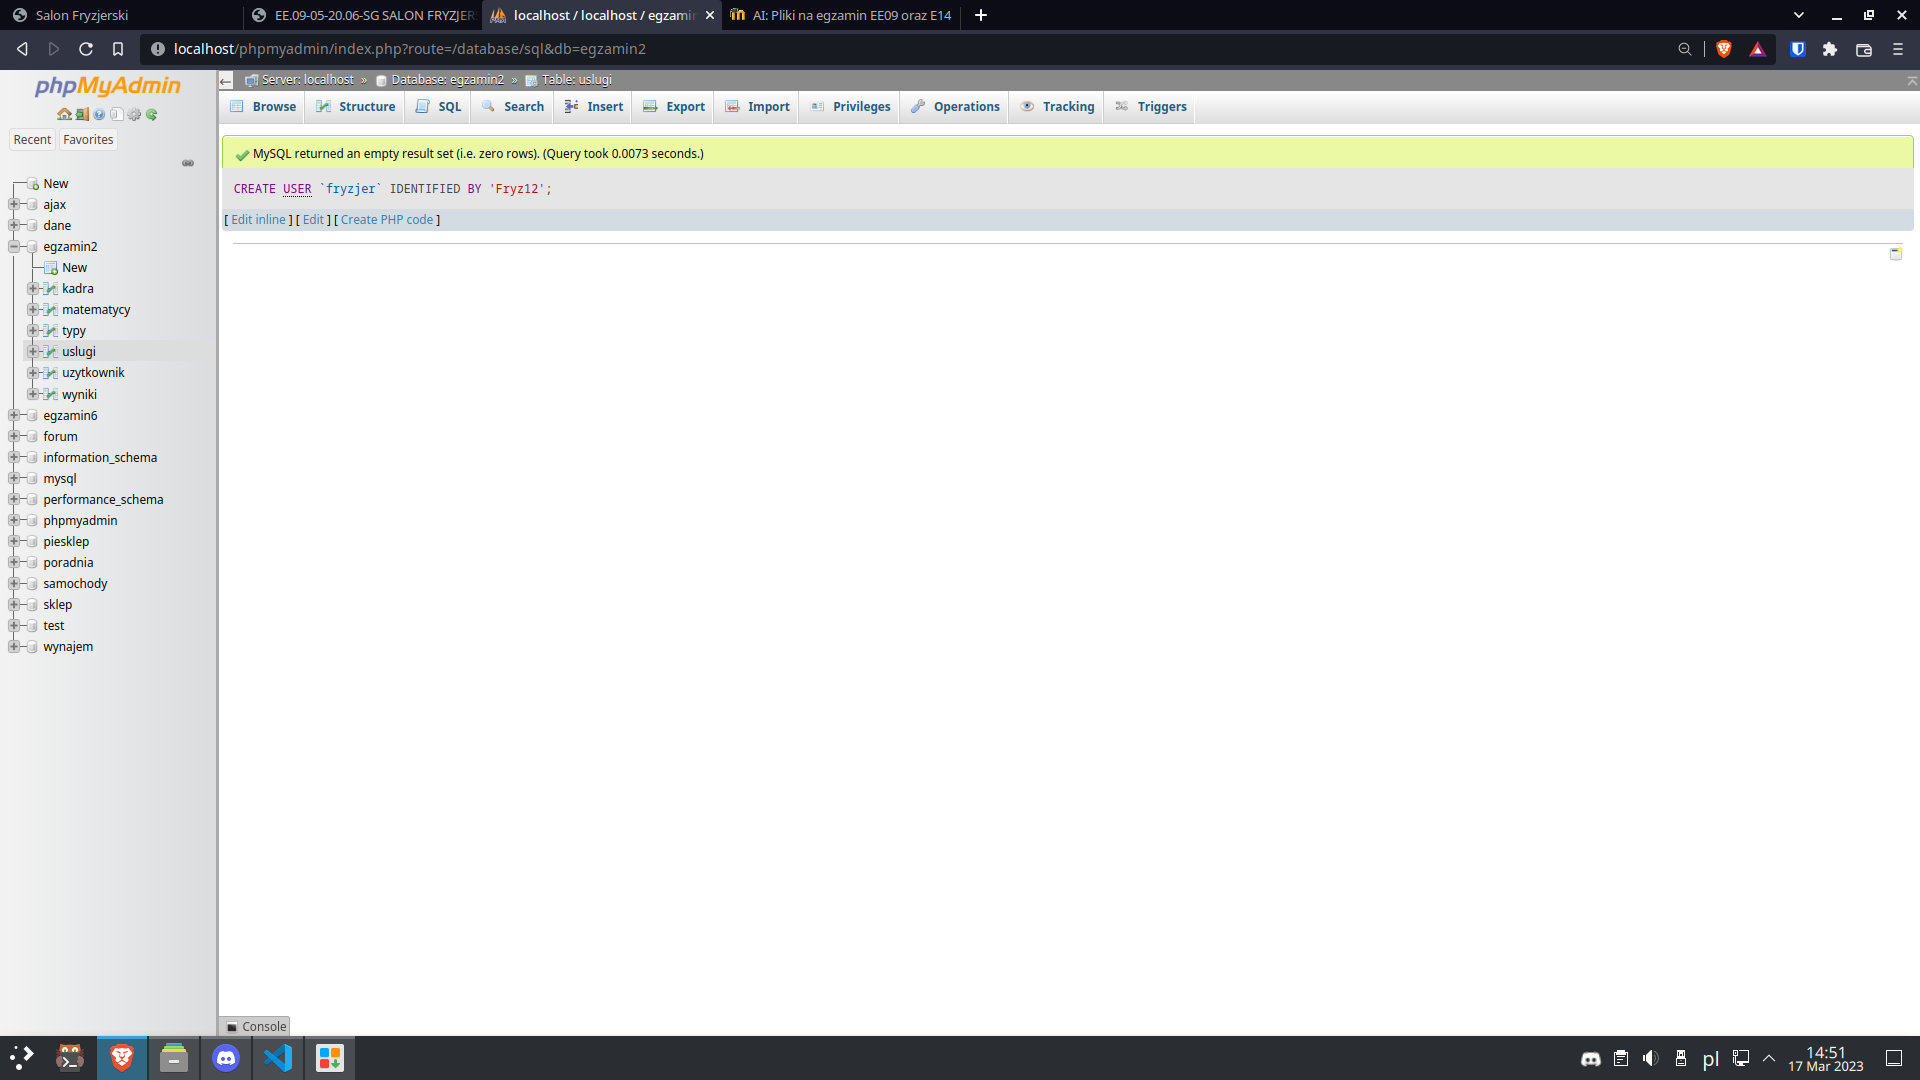 Salon Fryzjerski
EE.09-05-20.06-SG SALON FRYZJER
localhost / localhost / egzamin
AI: Pliki na egzamin EE09 oraz E14
localhost/phpmyadmin/index.php?route=/database/sql&db=egzamin2
phpMyAdmin
Recent
Favorites
New
ajax
dane
egzamin2
New
kadra
matematycy
typy
uslugi
uzytkownik
wyniki
egzamin6
forum
information_schema
mysql
performance_schema
phpmyadmin
piesklep
poradnia
samochody
sklep
test
wynajem
Server: localhost » Database: egzamin2 » Table: uslugi
Browse
Structure
SQL
Search
Insert
Export
Import
Privileges
Operations
Tracking
Triggers
MySQL returned an empty result set (i.e. zero rows). (Query took 0.0073 seconds.)
CREATE USER `fryzjer` IDENTIFIED BY 'Fryz12';
[ Edit inline ] [ Edit ] [ Create PHP code ]
Console
pl
14:51
17 Mar 2023